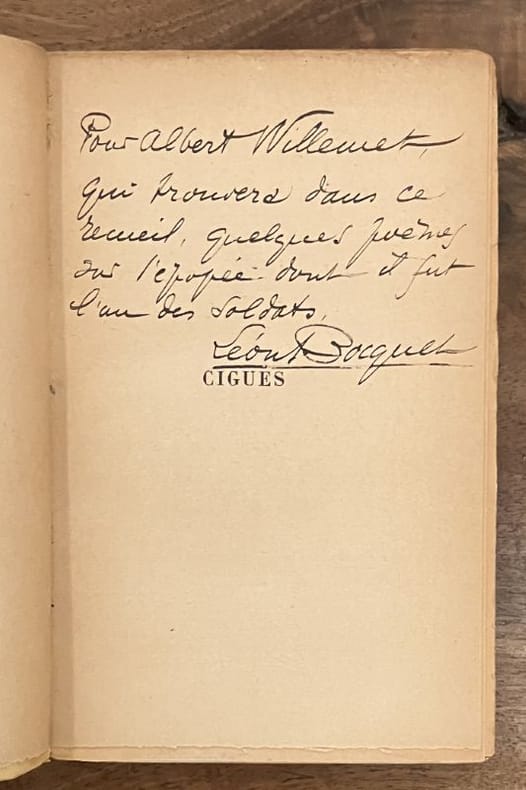 Pour Albert Willemet,
qui trouvera dans ce
recueil, quelques poèmes
sur l'épopée dont il fut
l'un des soldats.
Léon Bocquet
CIGUES